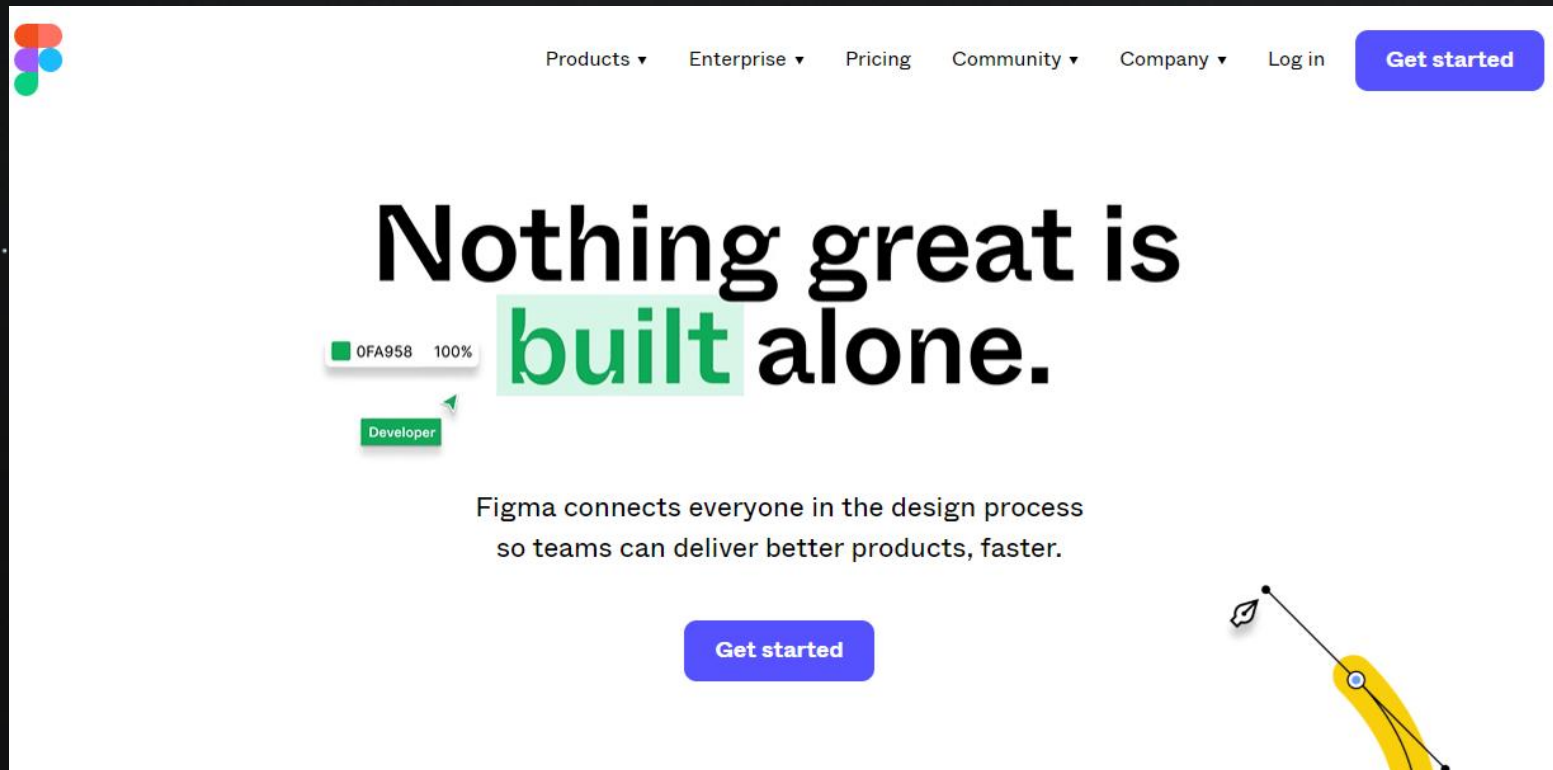 Products ▾ Enterprise ▾ Pricing Community ▾ Company ▾ Log in Get started
Nothing great is
built alone.
0FA958 100%
Developer
Figma connects everyone in the design process
so teams can deliver better products, faster.
Get started